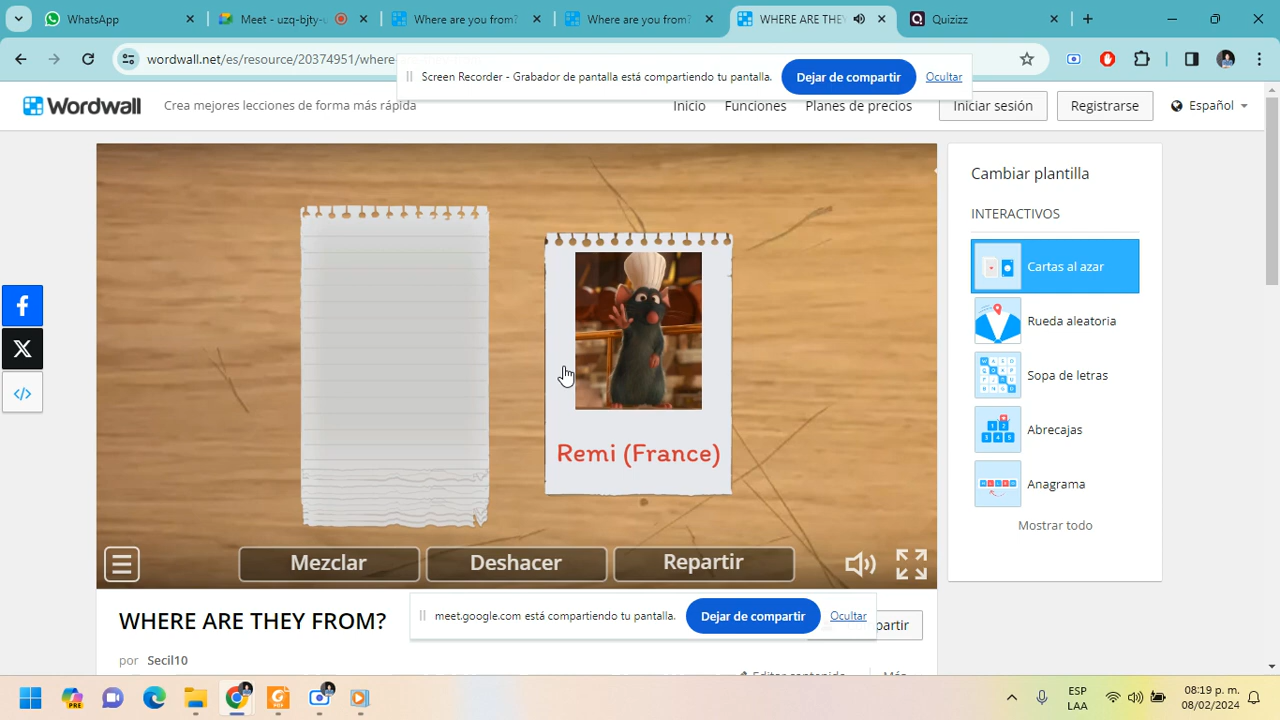 WhatsApp
Meet - uzq-bjty-u
Where are you from?
Where are you from?
WHERE ARE THEY F
Quizizz
wordwall.net/es/resource/20374951/where
Screen Recorder - Grabador de pantalla está compartiendo tu pantalla.
Dejar de compartir
Ocultar
Wordwall
Crea mejores lecciones de forma más rápida
Inicio
Funciones
Planes de precios
Iniciar sesión
Registrarse
Español
Cambiar plantilla
INTERACTIVOS
Cartas al azar
Rueda aleatoria
Sopa de letras
Abrecajas
Anagrama
Mostrar todo
Remi (France)
Mezclar
Deshacer
Repartir
WHERE ARE THEY FROM?
meet.google.com está compartiendo tu pantalla.
Dejar de compartir
Ocultar
partir
por Secil10
Editar contenido
Más
PRE
ESP
LAA
08:19 p. m.
08/02/2024